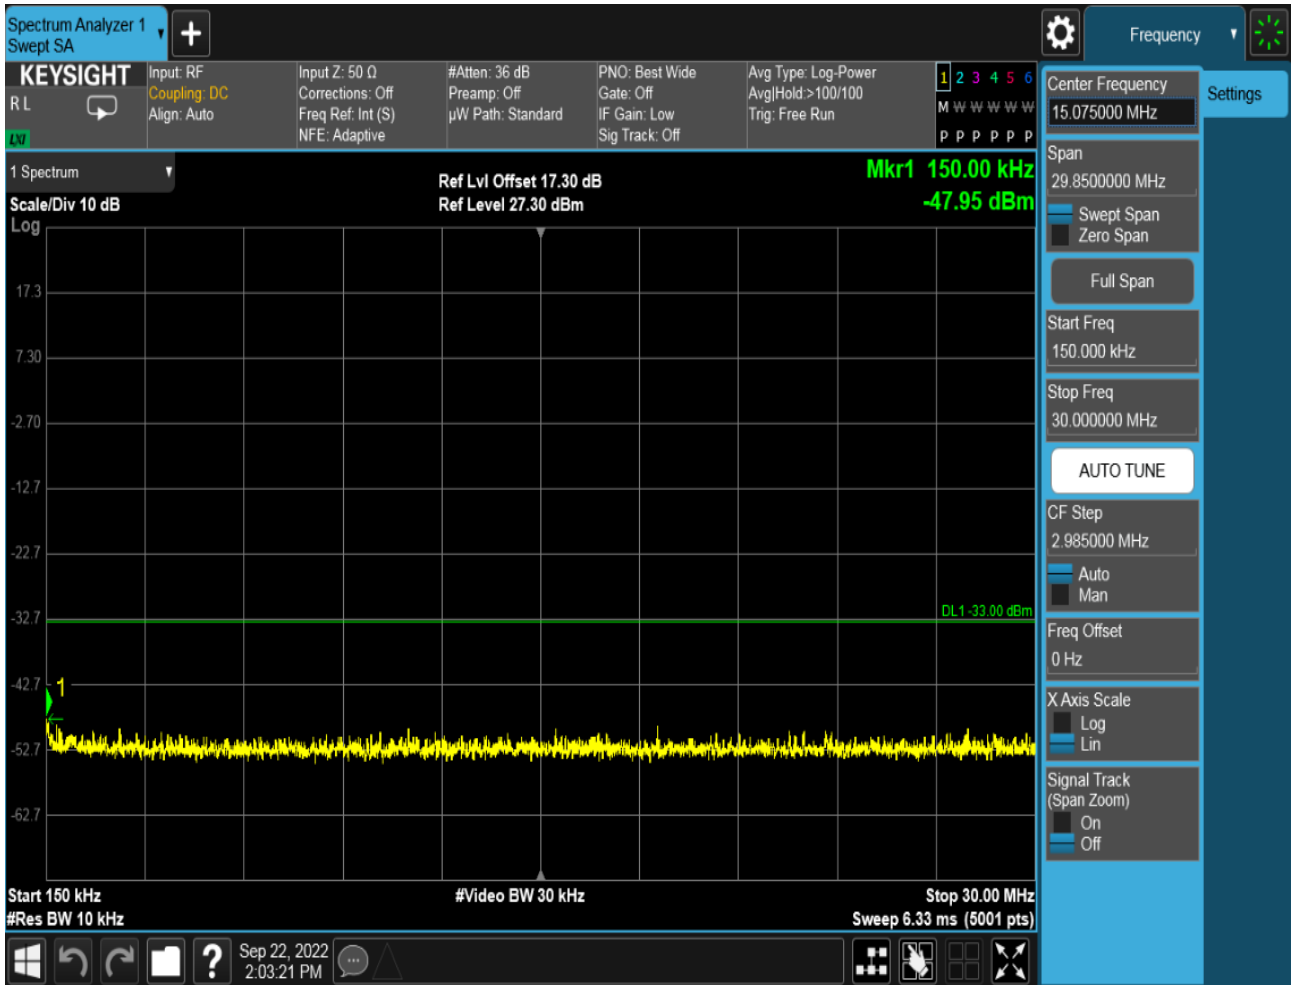 Spectrum Analyzer 1
Swept SA
+
Frequency
KEYSIGHT
R L
LXI
Input: RF
Coupling: DC
Align: Auto
Input Z: 50 Ω
Corrections: Off
Freq Ref: Int (S)
NFE: Adaptive
#Atten: 36 dB
Preamp: Off
µW Path: Standard
PNO: Best Wide
Gate: Off
IF Gain: Low
Sig Track: Off
Avg Type: Log-Power
Avg|Hold:>100/100
Trig: Free Run
1 2 3 4 5 6
M W W W W W
P P P P P P
1 Spectrum
Scale/Div 10 dB
Log
Ref Lvl Offset 17.30 dB
Ref Level 27.30 dBm
Mkr1 150.00 kHz
-47.95 dBm
17.3
7.30
-2.70
-12.7
-22.7
-32.7
-42.7
-52.7
-62.7
DL1 -33.00 dBm
1
Start 150 kHz
#Res BW 10 kHz
#Video BW 30 kHz
Stop 30.00 MHz
Sweep 6.33 ms (5001 pts)
?
Sep 22, 2022
2:03:21 PM
Center Frequency
15.075000 MHz
Span
29.8500000 MHz
Swept Span
Zero Span
Full Span
Start Freq
150.000 kHz
Stop Freq
30.000000 MHz
AUTO TUNE
CF Step
2.985000 MHz
Auto
Man
Freq Offset
0 Hz
X Axis Scale
Log
Lin
Signal Track
(Span Zoom)
On
Off
Settings